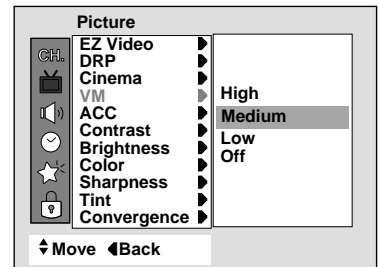 Picture
CH.
EZ Video
DRP
Cinema
VM
ACC
Contrast
Brightness
Color
Sharpness
Tint
Convergence
High
Medium
Low
Off
Move Back